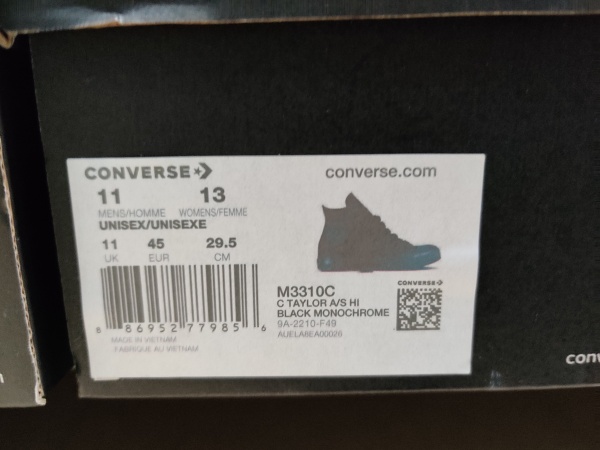 CONVERSE
converse.com
11 13
MENS/HOMME WOMENS/FEMME
UNISEX/UNISEXE
11 45 29.5
UK EUR CM
M3310C
C TAYLOR A/S HI
BLACK MONOCHROME
9A-2210-F49
AUELA8EA00026
CONVERSE
8 86952 77985 6
MADE IN VIETNAM
FABRIQUE AU VIETNAM